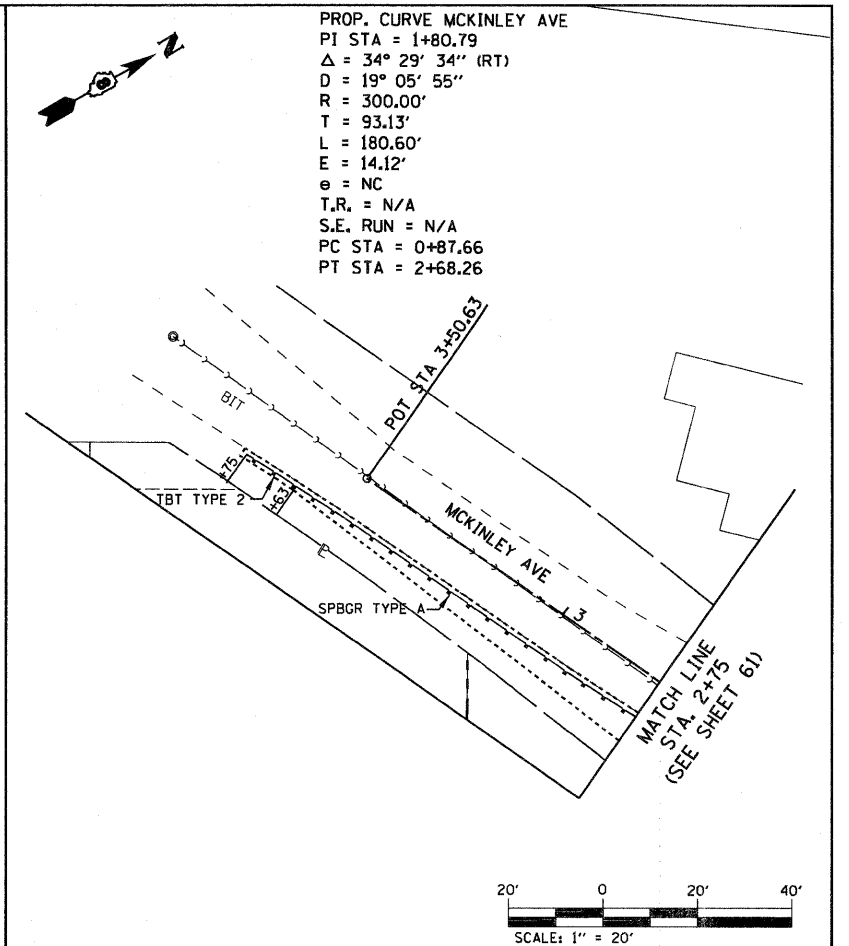 PROP. CURVE MCKINLEY AVE
PI STA = 1+80.79
Δ = 34° 29' 34'' (RT)
D = 19° 05' 55''
R = 300.00'
T = 93.13'
L = 180.60'
E = 14.12'
e = NC
T.R. = N/A
S.E. RUN = N/A
PC STA = 0+87.66
PT STA = 2+68.26
N
POT STA 3+50.63
BIT
+75
TBT TYPE 2
+63
MCKINLEY AVE
P
SPBGR TYPE A
3
MATCH LINE
STA. 2+75
(SEE SHEET 61)
20' 0 20' 40'
SCALE: 1'' = 20'